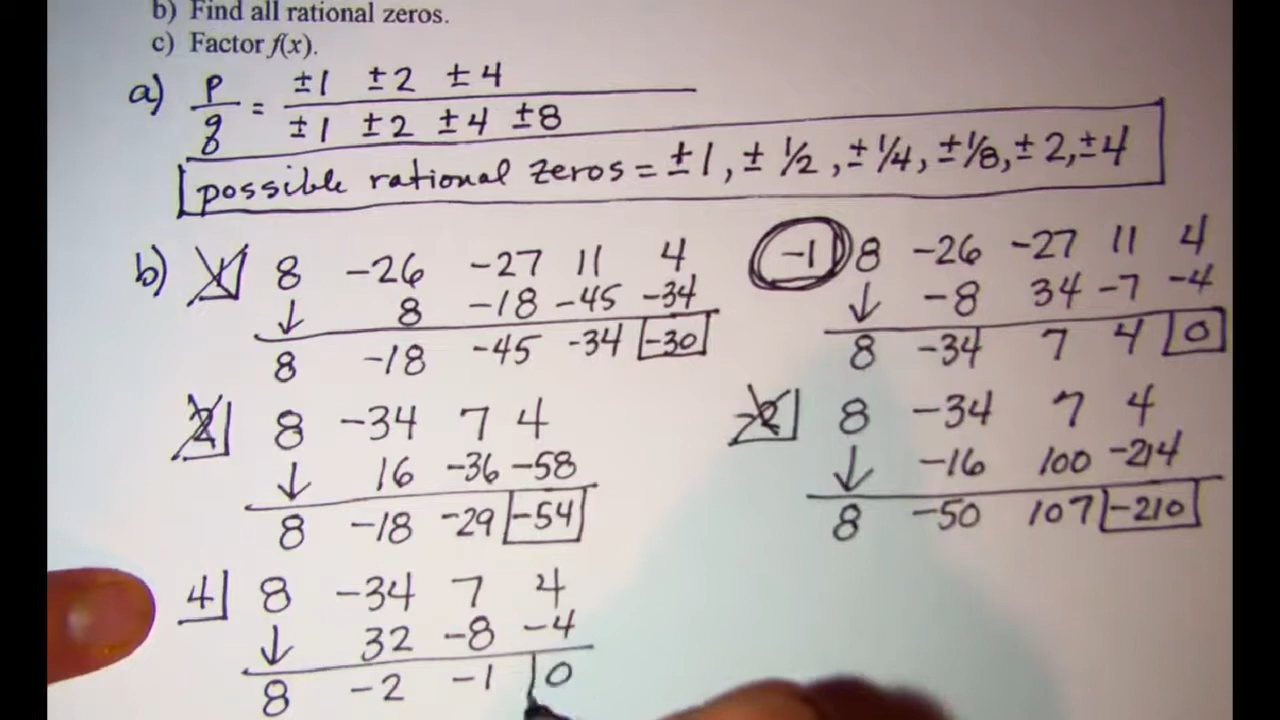 b) Find all rational zeros.
c) Factor f(x).
a) p/q = ±1 ±2 ±4 / ±1 ±2 ±4 ±8
possible rational zeros = ±1, ± 1/2, ± 1/4, ± 1/8, ± 2, ± 4
b) 1 8 -26 -27 11 4
↓ 8 -18 -45 -34
8 -18 -45 -34 -30
-1 8 -26 -27 11 4
↓ -8 34 -7 -4
8 -34 7 4 0
2 8 -34 7 4
↓ 16 -36 -58
8 -18 -29 -54
-2 8 -34 7 4
↓ -16 100 -214
8 -50 107 -210
4 8 -34 7 4
↓ 32 -8 -4
8 -2 -1 0